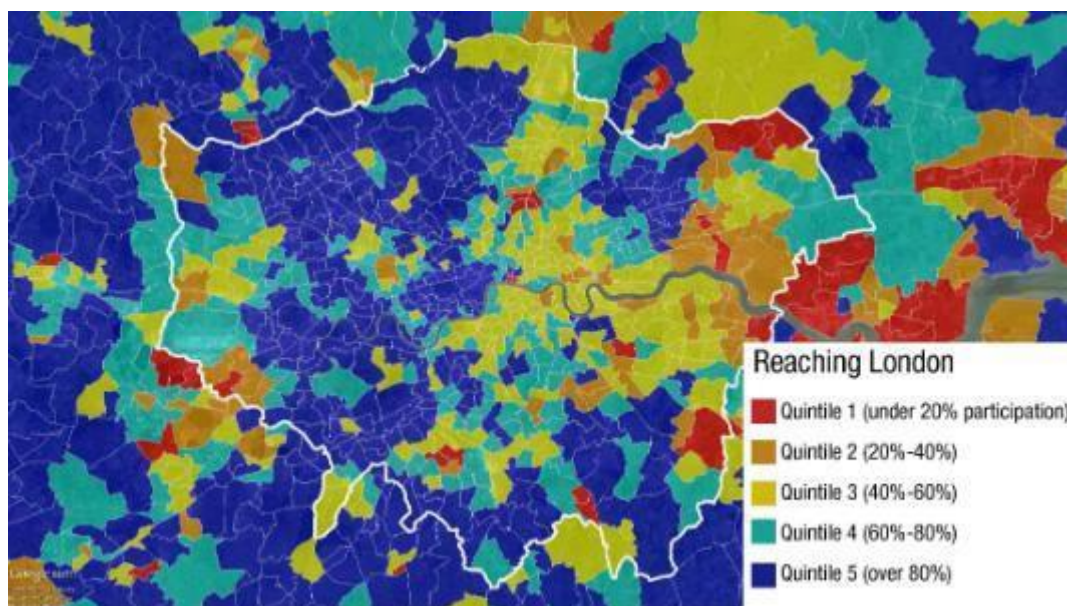 Reaching London
Quintile 1 (under 20% participation)
Quintile 2 (20%-40%)
Quintile 3 (40%-60%)
Quintile 4 (60%-80%)
Quintile 5 (over 80%)